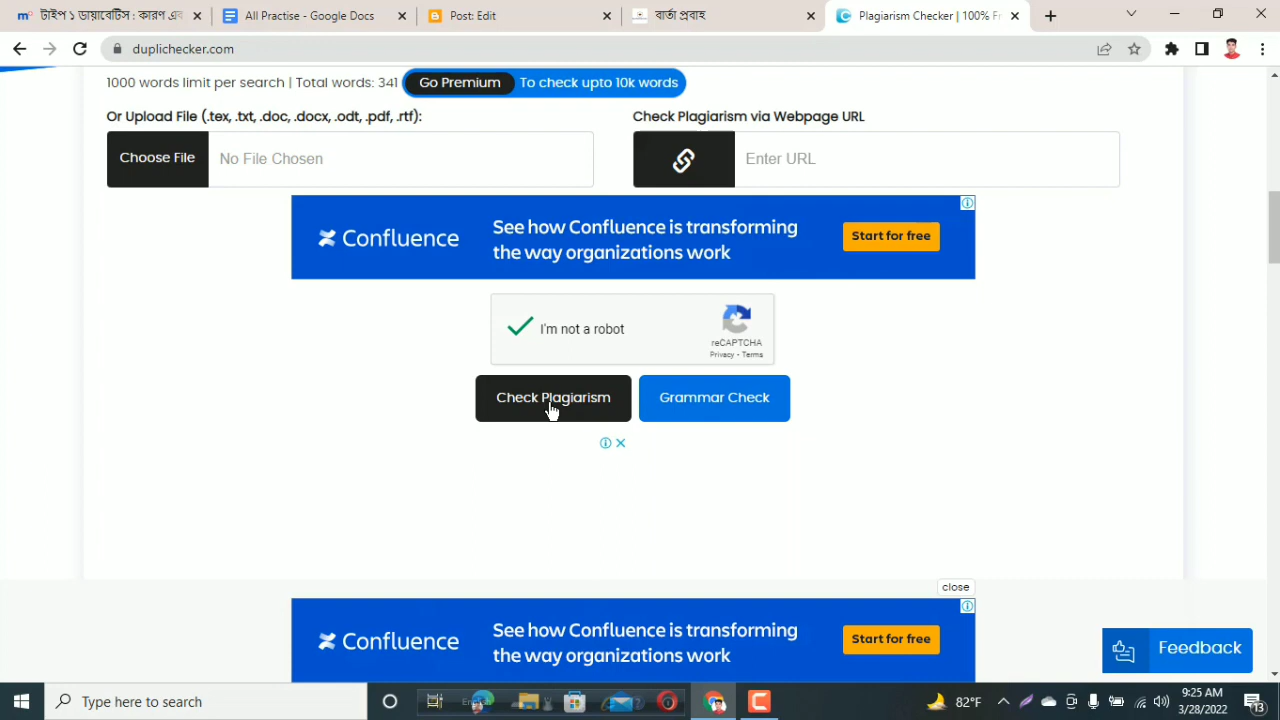 টাইপ ১ ডায়াবেটিস : কারণ এব
All Practise - Google Docs
Post: Edit
বার্তা প্রবাহ
Plagiarism Checker | 100% Fr
duplichecker.com
1000 words limit per search | Total words: 341 Go Premium To check upto 10k words
Or Upload File (.tex, .txt, .doc, .docx, .odt, .pdf, .rtf):
Check Plagiarism via Webpage URL
Choose File No File Chosen
Enter URL
Confluence
See how Confluence is transforming
the way organizations work
Start for free
I'm not a robot
reCAPTCHA
Privacy - Terms
Check Plagiarism
Grammar Check
close
Confluence
See how Confluence is transforming
the way organizations work
Start for free
Feedback
Type here to search
82°F
9:25 AM
3/28/2022
13